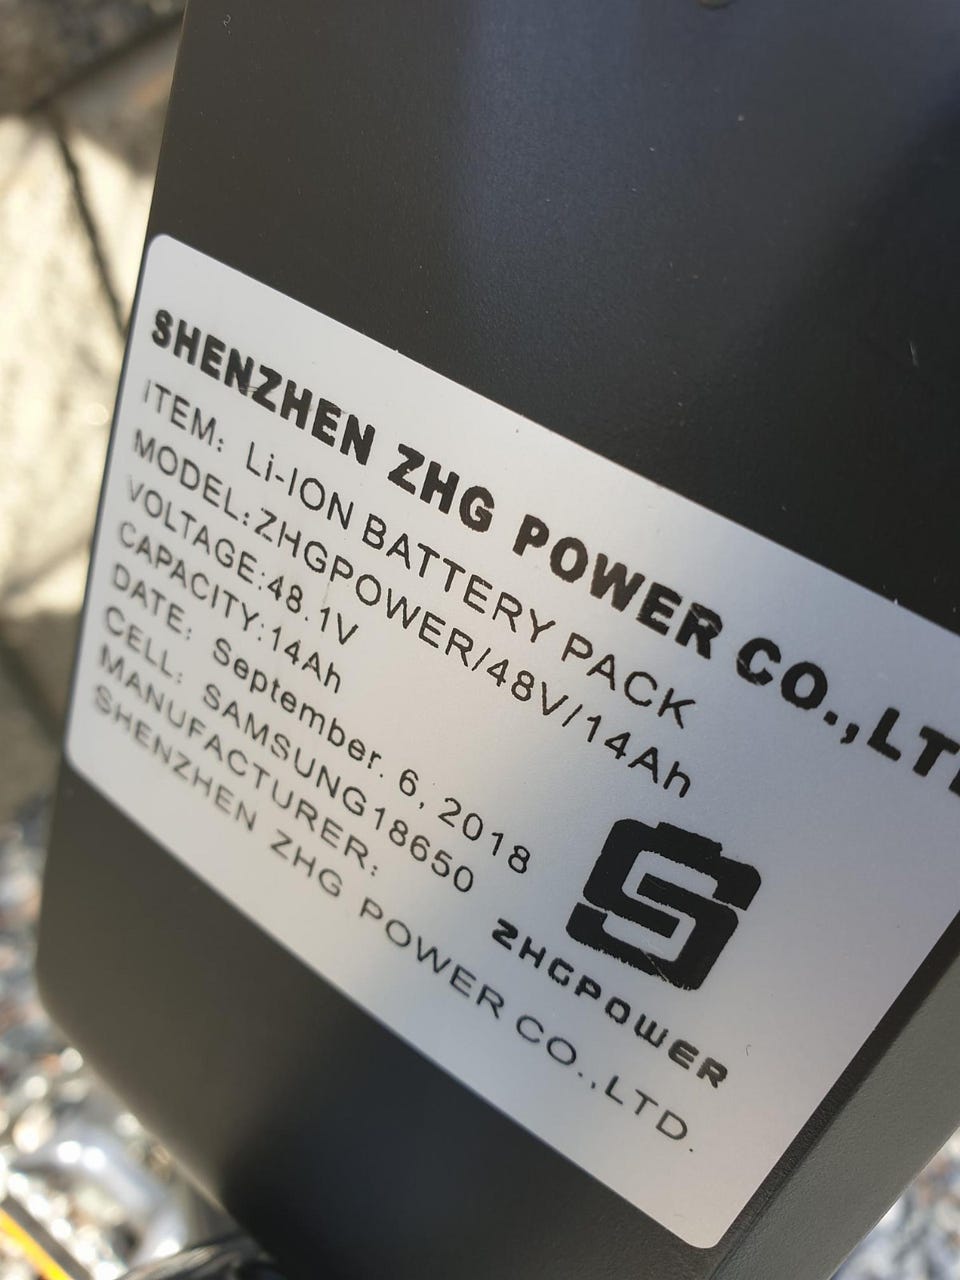 SHENZHEN ZHG POWER CO.,LT
ITEM: Li-ION BATTERY PACK
MODEL:ZHGPOWER/48V/14Ah
VOLTAGE:48.1V
CAPACITY:14Ah
DATE: September. 6, 2018
CELL: SAMSUNG18650
MANUFACTURER:
SHENZHEN ZHG POWER CO.,LTD.
ZHGPOWER